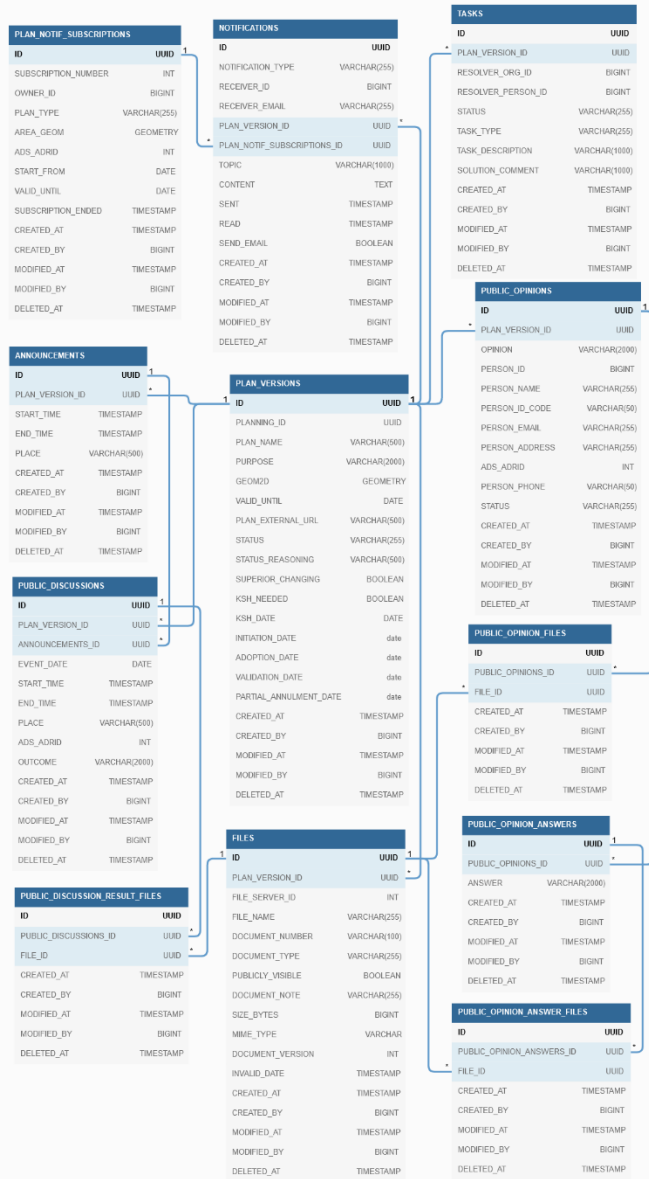 PLAN_NOTIF_SUBSCRIPTIONS
ID UUID 1
SUBSCRIPTION_NUMBER INT
OWNER_ID BIGINT
PLAN_TYPE VARCHAR(255)
AREA_GEOM GEOMETRY
ADS_ADRID INT
START_FROM DATE
VALID_UNTIL DATE
SUBSCRIPTION_ENDED TIMESTAMP
CREATED_AT TIMESTAMP
CREATED_BY BIGINT
MODIFIED_AT TIMESTAMP
MODIFIED_BY BIGINT
DELETED_AT TIMESTAMP
NOTIFICATIONS
ID UUID
NOTIFICATION_TYPE VARCHAR(255)
RECEIVER_ID BIGINT
RECEIVER_EMAIL VARCHAR(255)
PLAN_VERSION_ID UUID *
* PLAN_NOTIF_SUBSCRIPTIONS_ID UUID
TOPIC VARCHAR(1000)
CONTENT TEXT
SENT TIMESTAMP
READ TIMESTAMP
SEND_EMAIL BOOLEAN
CREATED_AT TIMESTAMP
CREATED_BY BIGINT
MODIFIED_AT TIMESTAMP
MODIFIED_BY BIGINT
DELETED_AT TIMESTAMP
TASKS
ID UUID
* PLAN_VERSION_ID UUID
RESOLVER_ORG_ID BIGINT
RESOLVER_PERSON_ID BIGINT
STATUS VARCHAR(255)
TASK_TYPE VARCHAR(255)
TASK_DESCRIPTION VARCHAR(1000)
SOLUTION_COMMENT VARCHAR(1000)
CREATED_AT TIMESTAMP
CREATED_BY BIGINT
MODIFIED_AT TIMESTAMP
MODIFIED_BY BIGINT
DELETED_AT TIMESTAMP
PUBLIC_OPINIONS
ID UUID 1
* PLAN_VERSION_ID UUID
OPINION VARCHAR(2000)
PERSON_ID BIGINT
PERSON_NAME VARCHAR(255)
PERSON_ID_CODE VARCHAR(50)
PERSON_EMAIL VARCHAR(255)
PERSON_ADDRESS VARCHAR(255)
ADS_ADRID INT
PERSON_PHONE VARCHAR(50)
STATUS VARCHAR(255)
CREATED_AT TIMESTAMP
CREATED_BY BIGINT
MODIFIED_AT TIMESTAMP
MODIFIED_BY BIGINT
DELETED_AT TIMESTAMP
ANNOUNCEMENTS
ID UUID 1
PLAN_VERSION_ID UUID *
START_TIME TIMESTAMP
END_TIME TIMESTAMP
PLACE VARCHAR(500)
CREATED_AT TIMESTAMP
CREATED_BY BIGINT
MODIFIED_AT TIMESTAMP
MODIFIED_BY BIGINT
DELETED_AT TIMESTAMP
PLAN_VERSIONS
1 ID UUID 1
PLANNING_ID UUID
PLAN_NAME VARCHAR(500)
PURPOSE VARCHAR(2000)
GEOM2D GEOMETRY
VALID_UNTIL DATE
PLAN_EXTERNAL_URL VARCHAR(500)
STATUS VARCHAR(255)
STATUS_REASONING VARCHAR(500)
SUPERIOR_CHANGING BOOLEAN
KSH_NEEDED BOOLEAN
KSH_DATE DATE
INITIATION_DATE date
ADOPTION_DATE date
VALIDATION_DATE date
PARTIAL_ANNULMENT_DATE date
CREATED_AT TIMESTAMP
CREATED_BY BIGINT
MODIFIED_AT TIMESTAMP
MODIFIED_BY BIGINT
DELETED_AT TIMESTAMP
PUBLIC_DISCUSSIONS
ID UUID 1
PLAN_VERSION_ID UUID *
ANNOUNCEMENTS_ID UUID *
EVENT_DATE DATE
START_TIME TIMESTAMP
END_TIME TIMESTAMP
PLACE VARCHAR(500)
ADS_ADRID INT
OUTCOME VARCHAR(2000)
CREATED_AT TIMESTAMP
CREATED_BY BIGINT
MODIFIED_AT TIMESTAMP
MODIFIED_BY BIGINT
DELETED_AT TIMESTAMP
PUBLIC_OPINION_FILES
ID UUID
PUBLIC_OPINIONS_ID UUID *
* FILE_ID UUID
CREATED_AT TIMESTAMP
CREATED_BY BIGINT
MODIFIED_AT TIMESTAMP
MODIFIED_BY BIGINT
DELETED_AT TIMESTAMP
PUBLIC_OPINION_ANSWERS
ID UUID 1
PUBLIC_OPINIONS_ID UUID *
ANSWER VARCHAR(2000)
CREATED_AT TIMESTAMP
CREATED_BY BIGINT
MODIFIED_AT TIMESTAMP
MODIFIED_BY BIGINT
DELETED_AT TIMESTAMP
PUBLIC_DISCUSSION_RESULT_FILES
ID UUID
PUBLIC_DISCUSSIONS_ID UUID *
FILE_ID UUID *
CREATED_AT TIMESTAMP
CREATED_BY BIGINT
MODIFIED_AT TIMESTAMP
MODIFIED_BY BIGINT
DELETED_AT TIMESTAMP
FILES
1 ID UUID 1
PLAN_VERSION_ID UUID *
FILE_SERVER_ID INT
FILE_NAME VARCHAR(255)
DOCUMENT_NUMBER VARCHAR(100)
DOCUMENT_TYPE VARCHAR(255)
PUBLICLY_VISIBLE BOOLEAN
DOCUMENT_NOTE VARCHAR(255)
SIZE_BYTES BIGINT
MIME_TYPE VARCHAR
DOCUMENT_VERSION INT
INVALID_DATE TIMESTAMP
CREATED_AT TIMESTAMP
CREATED_BY BIGINT
MODIFIED_AT TIMESTAMP
MODIFIED_BY BIGINT
DELETED_AT TIMESTAMP
PUBLIC_OPINION_ANSWER_FILES
ID UUID
PUBLIC_OPINION_ANSWERS_ID UUID *
* FILE_ID UUID
CREATED_AT TIMESTAMP
CREATED_BY BIGINT
MODIFIED_AT TIMESTAMP
MODIFIED_BY BIGINT
DELETED_AT TIMESTAMP